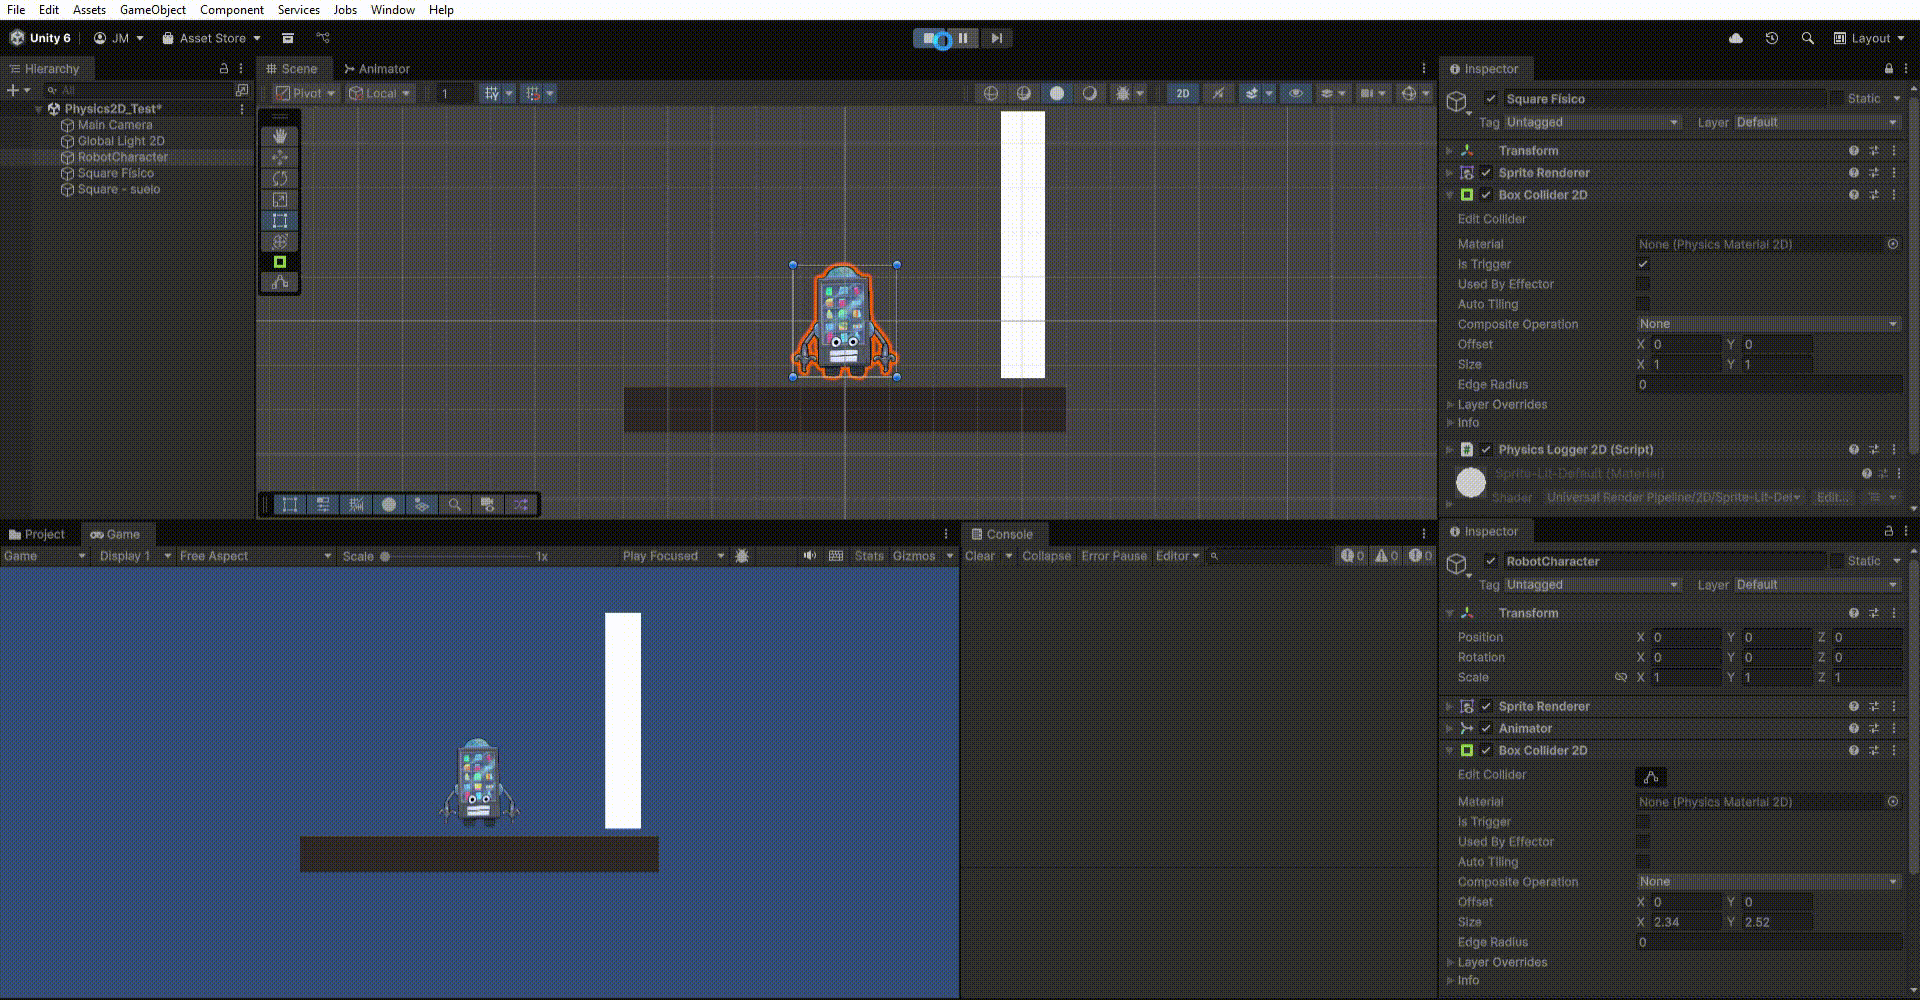 File Edit Assets GameObject Component Services Jobs Window Help
Unity 6 JM Asset Store Layout
Hierarchy
All
Physics2D_Test*
Main Camera
Global Light 2D
RobotCharacter
Square Físico
Square - suelo
Scene Animator
Pivot Local 1 2D
Inspector
Square Físico Static
Tag Untagged Layer Default
Transform
Sprite Renderer
Box Collider 2D
Edit Collider
Material None (Physics Material 2D)
Is Trigger
Used By Effector
Auto Tiling
Composite Operation None
Offset X 0 Y 0
Size X 1 Y 1
Edge Radius 0
Layer Overrides
Info
Physics Logger 2D (Script)
Sprite-Lit-Default (Material)
Shader Universal Render Pipeline/2D/Sprite-Lit-Def Edit...
Project Game
Game Display 1 Free Aspect Scale 1x Play Focused Stats Gizmos
Console
Clear Collapse Error Pause Editor 0 0 0
Inspector
RobotCharacter Static
Tag Untagged Layer Default
Transform
Position X 0 Y 0 Z 0
Rotation X 0 Y 0 Z 0
Scale X 1 Y 1 Z 1
Sprite Renderer
Animator
Box Collider 2D
Edit Collider
Material None (Physics Material 2D)
Is Trigger
Used By Effector
Auto Tiling
Composite Operation None
Offset X 0 Y 0
Size X 2.34 Y 2.52
Edge Radius 0
Layer Overrides
Info